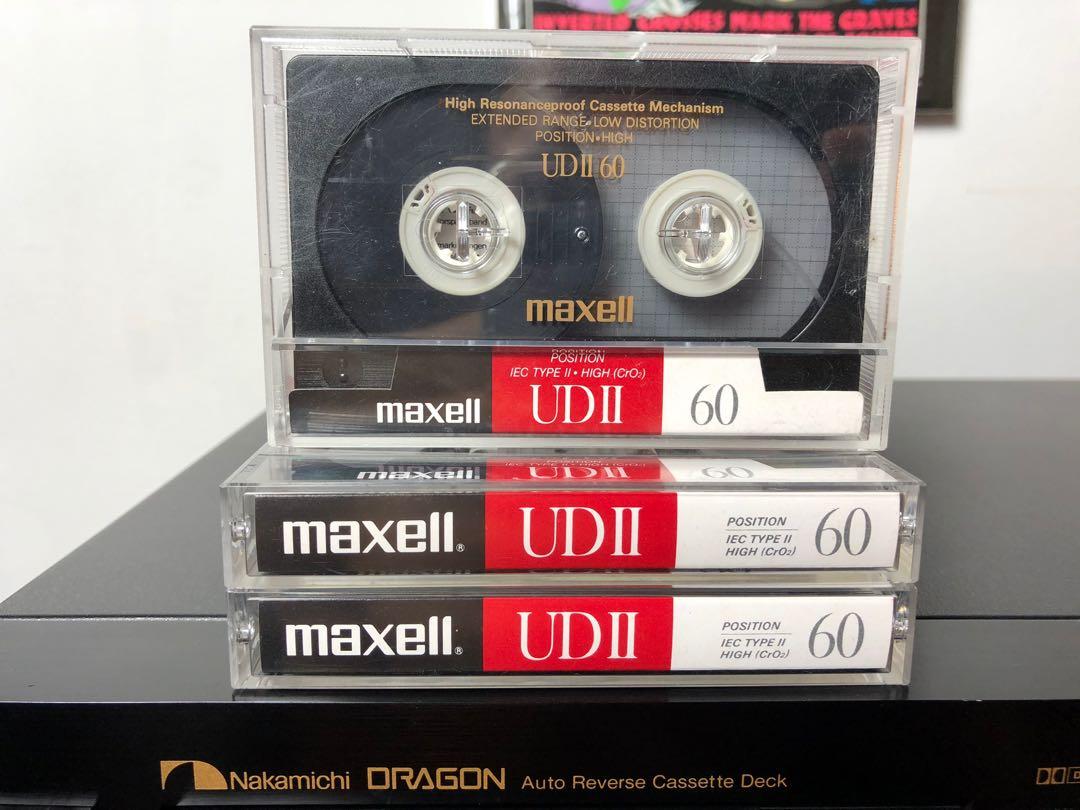 INVERTED CROSSES MARK THE GRAVES
High Resonanceproof Cassette Mechanism
EXTENDED RANGE•LOW DISTORTION
POSITION•HIGH
UDII 60
maxell
POSITION
IEC TYPE II • HIGH (CrO₂)
maxell UDII 60
maxell UDII 60
maxell® UDII POSITION 60
IEC TYPE II
HIGH (CrO₂)
maxell® UDII POSITION 60
IEC TYPE II
HIGH (CrO₂)
Nakamichi DRAGON Auto Reverse Cassette Deck